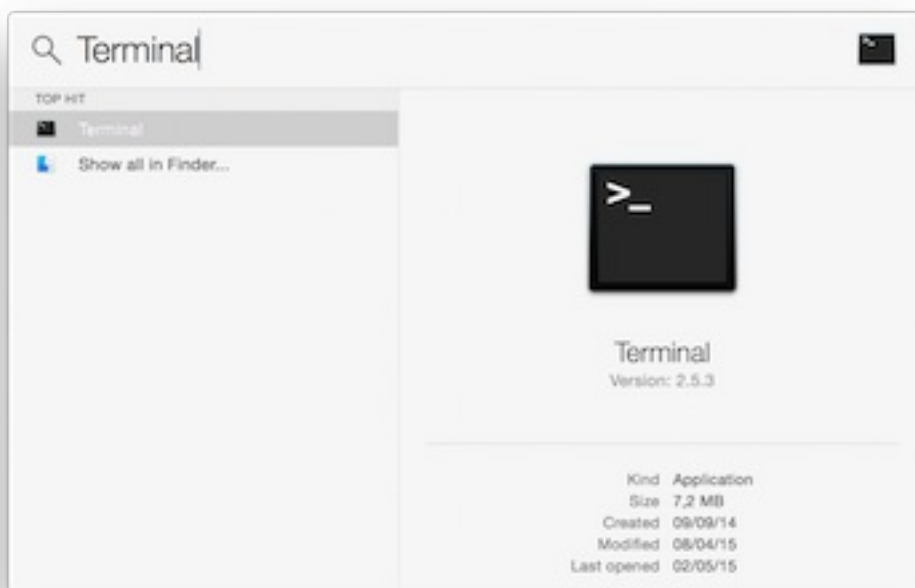 Terminal
TOP HIT
Terminal
Show all in Finder...
>_
Terminal
Version: 2.5.3
Kind Application
Size 7,2 MB
Created 09/09/14
Modified 08/04/15
Last opened 02/05/15